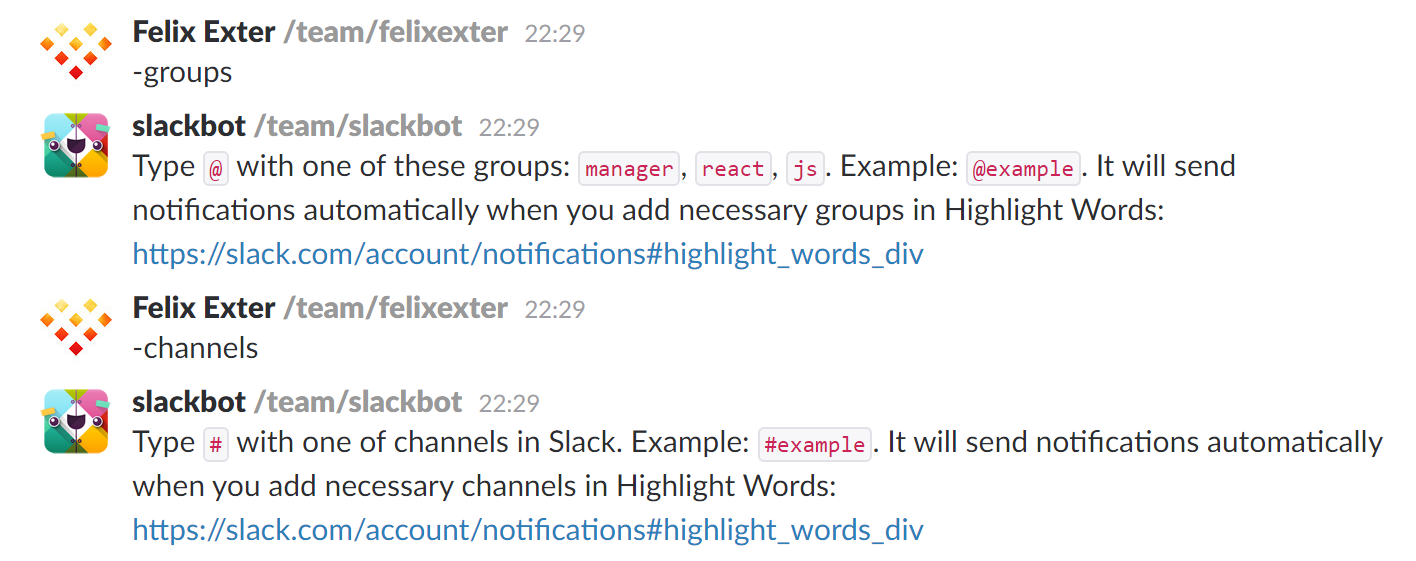 Felix Exter /team/felixexter 22:29
-groups
slackbot /team/slackbot 22:29
Type @ with one of these groups: manager, react, js. Example: @example. It will send
notifications automatically when you add necessary groups in Highlight Words:
https://slack.com/account/notifications#highlight_words_div
Felix Exter /team/felixexter 22:29
-channels
slackbot /team/slackbot 22:29
Type # with one of channels in Slack. Example: #example. It will send notifications automatically
when you add necessary channels in Highlight Words:
https://slack.com/account/notifications#highlight_words_div